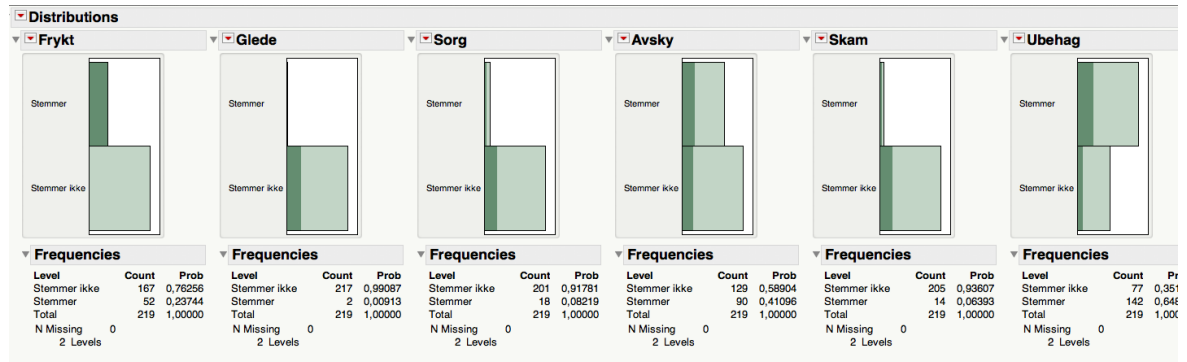 Distributions
Frykt
Stemmer
Stemmer ikke
Frequencies
Level Count Prob
Stemmer ikke 167 0,76256
Stemmer 52 0,23744
Total 219 1,00000
N Missing 0
2 Levels
Glede
Stemmer
Stemmer ikke
Frequencies
Level Count Prob
Stemmer ikke 217 0,99087
Stemmer 2 0,00913
Total 219 1,00000
N Missing 0
2 Levels
Sorg
Stemmer
Stemmer ikke
Frequencies
Level Count Prob
Stemmer ikke 201 0,91781
Stemmer 18 0,08219
Total 219 1,00000
N Missing 0
2 Levels
Avsky
Stemmer
Stemmer ikke
Frequencies
Level Count Prob
Stemmer ikke 129 0,58904
Stemmer 90 0,41096
Total 219 1,00000
N Missing 0
2 Levels
Skam
Stemmer
Stemmer ikke
Frequencies
Level Count Prob
Stemmer ikke 205 0,93607
Stemmer 14 0,06393
Total 219 1,00000
N Missing 0
2 Levels
Ubehag
Stemmer
Stemmer ikke
Frequencies
Level Count
Stemmer ikke 77 0,351
Stemmer 142 0,648
Total 219 1,000
N Missing 0
2 Levels